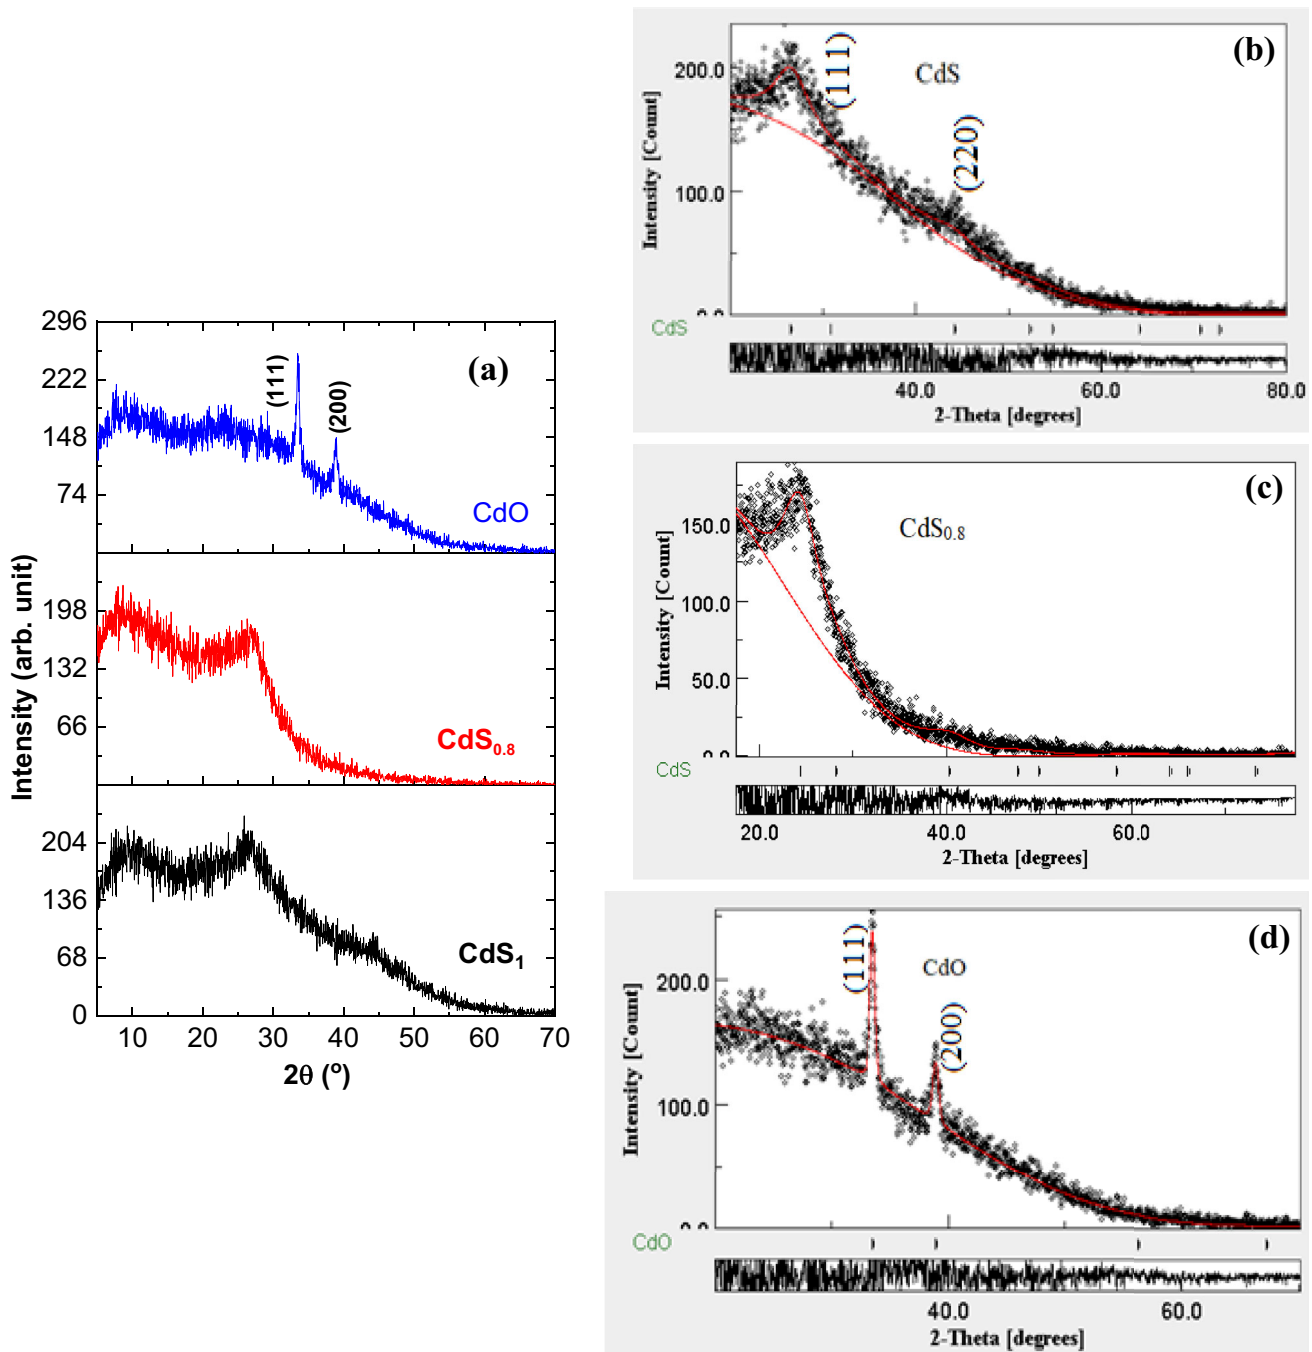 (a)
296
222
148
74
(111)
(200)
CdO
198
132
66
CdS0.8
204
136
68
0
CdS1
10 20 30 40 50 60 70
2θ (°)
Intensity (arb. unit)
(b)
CdS
(111)
(220)
200.0
100.0
Intensity [Count]
CdS
40.0 60.0 80.0
2-Theta [degrees]
(c)
CdS0.8
150.0
100.0
50.0
Intensity [Count]
CdS
20.0 40.0 60.0
2-Theta [degrees]
(d)
CdO
(111)
(200)
200.0
100.0
Intensity [Count]
CdO
40.0 60.0
2-Theta [degrees]